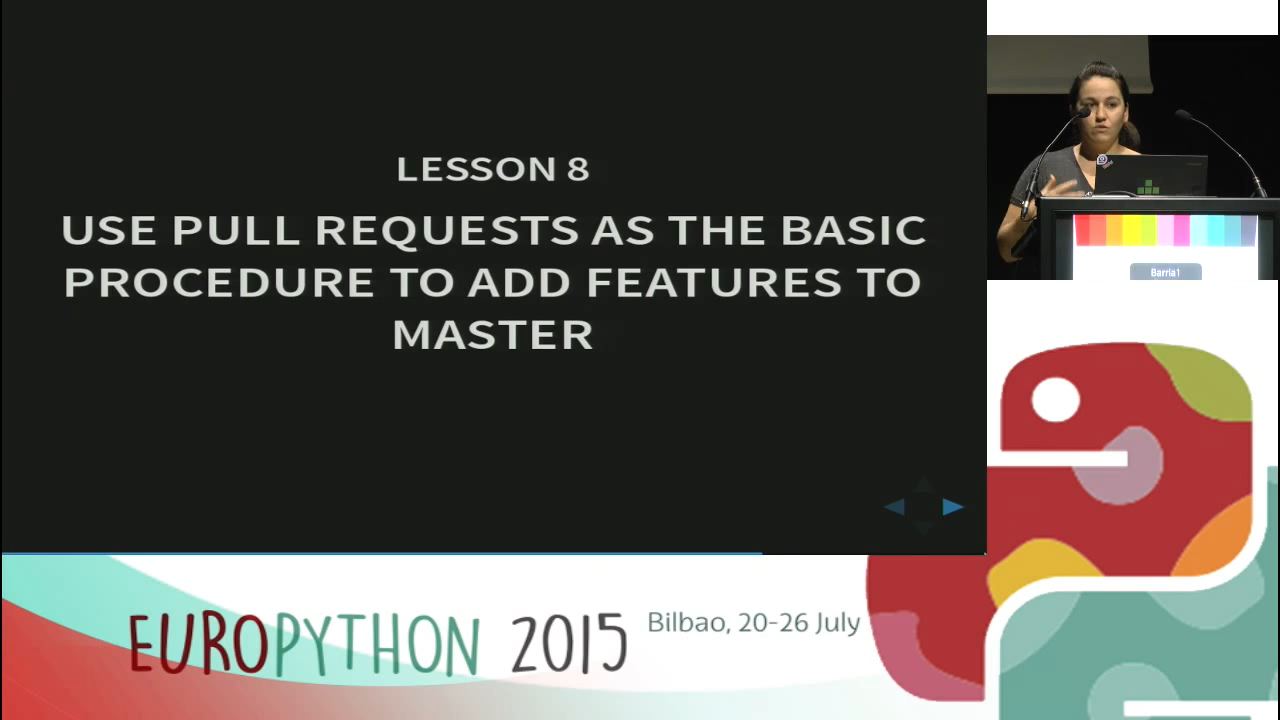 LESSON 8
USE PULL REQUESTS AS THE BASIC
PROCEDURE TO ADD FEATURES TO
MASTER
Barria1
EUROPYTHON 2015
Bilbao, 20-26 July